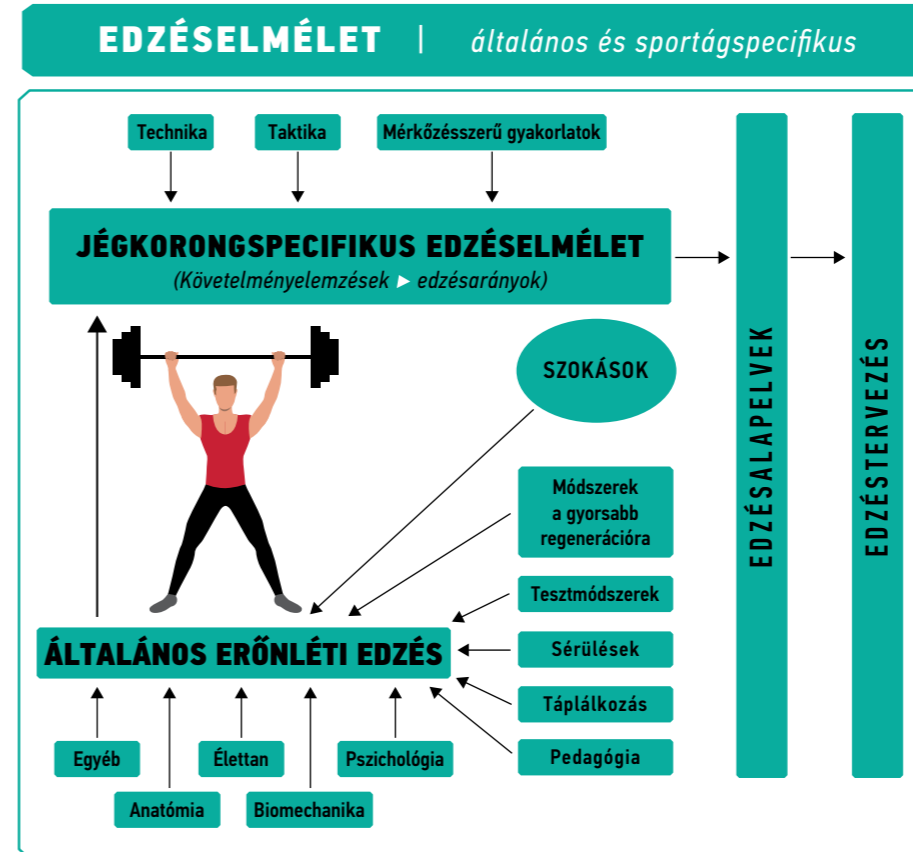 EDZÉSELMÉLET | általános és sportágspecifikus
Technika
Taktika
Mérkőzésszerű gyakorlatok
JÉGKORONGSPECIFIKUS EDZÉSELMÉLET
(Követelményelemzések ▶ edzésarányok)
SZOKÁSOK
Módszerek
a gyorsabb
regenerációra
Tesztmódszerek
Sérülések
Táplálkozás
Pedagógia
ÁLTALÁNOS ERŐNLÉTI EDZÉS
Egyéb
Élettan
Pszichológia
Anatómia
Biomechanika
EDZÉSALAPELVEK
EDZÉSTERVEZÉS